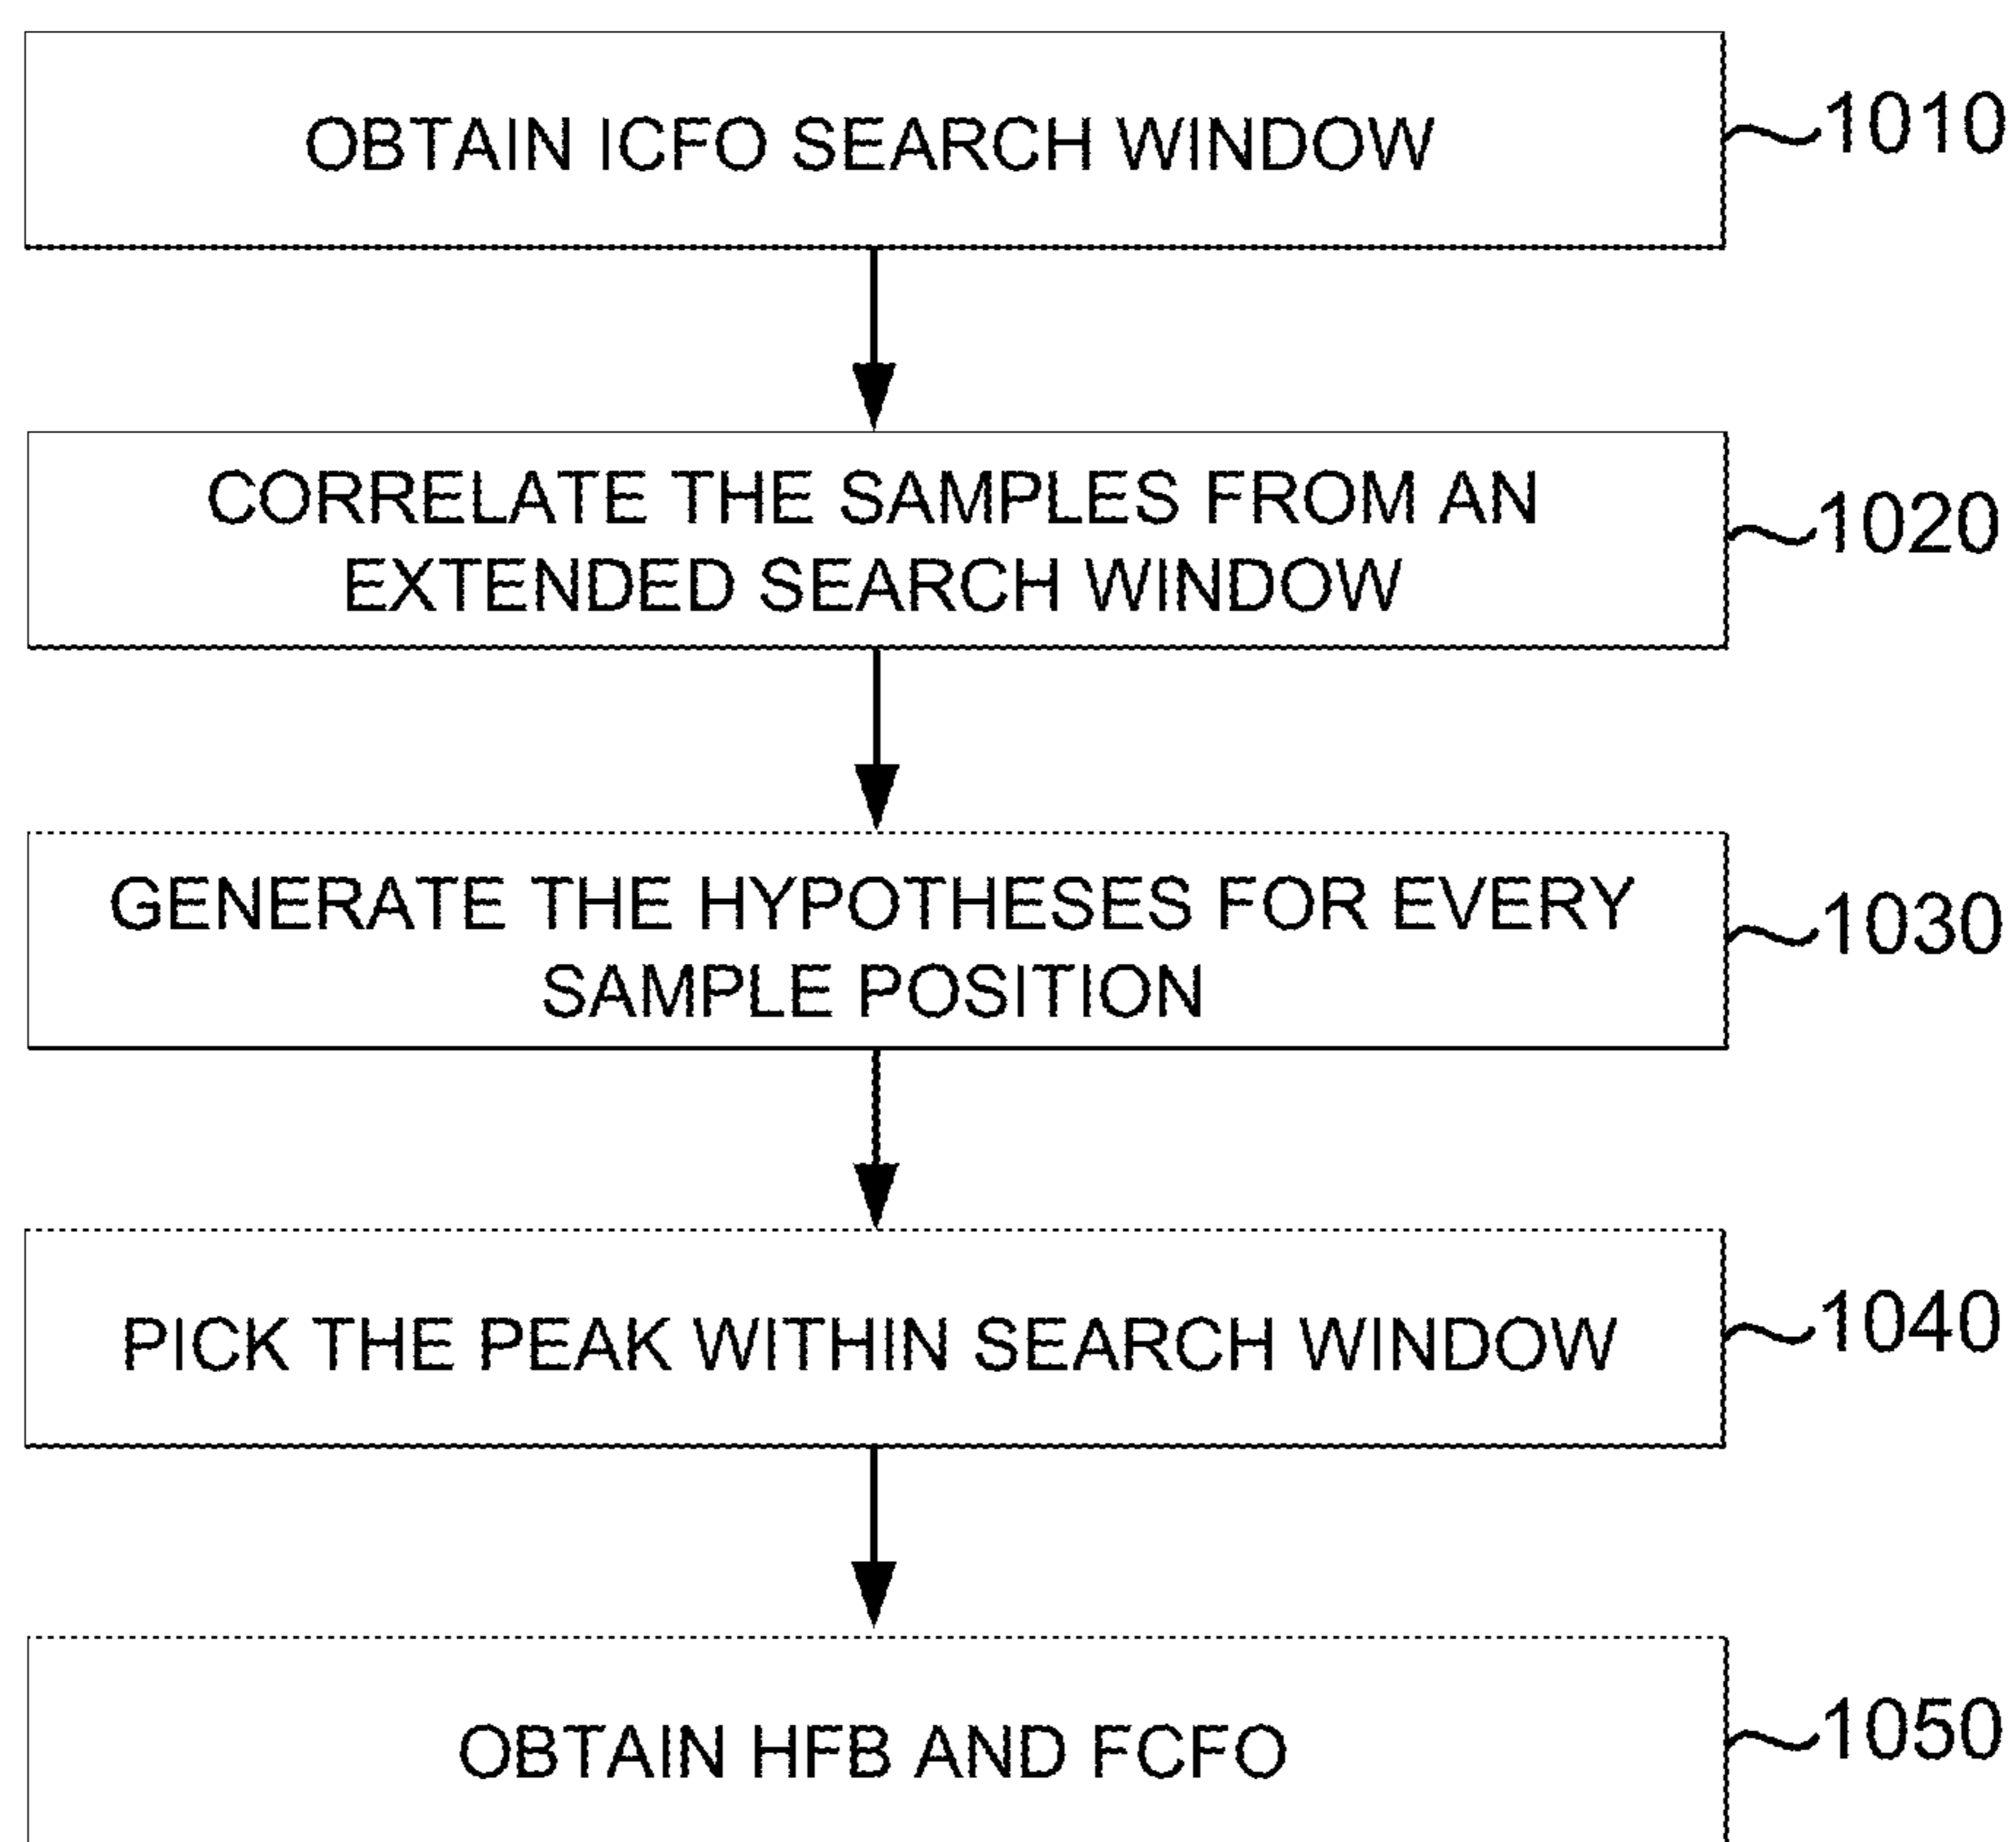 OBTAIN ICFO SEARCH WINDOW
1010
CORRELATE THE SAMPLES FROM AN
EXTENDED SEARCH WINDOW
1020
GENERATE THE HYPOTHESES FOR EVERY
SAMPLE POSITION
1030
PICK THE PEAK WITHIN SEARCH WINDOW
1040
OBTAIN HFB AND FCFO
1050